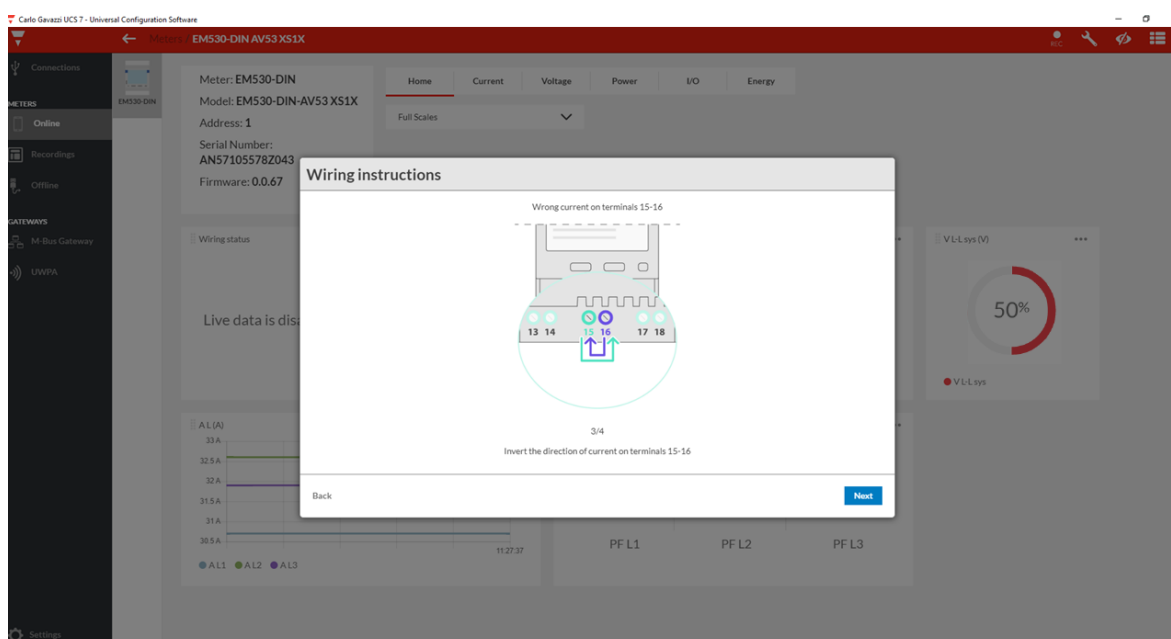 Carlo Gavazzi UCS 7 - Universal Configuration Software
Meters / EM530-DIN AV53 XS1X
REC
Connections
METERS
Online
Recordings
Offline
GATEWAYS
M-Bus Gateway
UWPA
Settings
EM530-DIN
Meter: EM530-DIN
Model: EM530-DIN-AV53 XS1X
Address: 1
Serial Number:
AN57105578Z043
Firmware: 0.0.67
Home Current Voltage Power I/O Energy
Full Scales
Wiring instructions
Wrong current on terminals 15-16
13 14 15 16 17 18
3/4
Invert the direction of current on terminals 15-16
Back Next
Wiring status
Live data is disa
V L-L sys (V)
50%
V L-L sys
A L (A)
33 A
32.5 A
32 A
31.5 A
31 A
30.5 A
11:27:37
A L1 A L2 A L3
PF L1 PF L2 PF L3